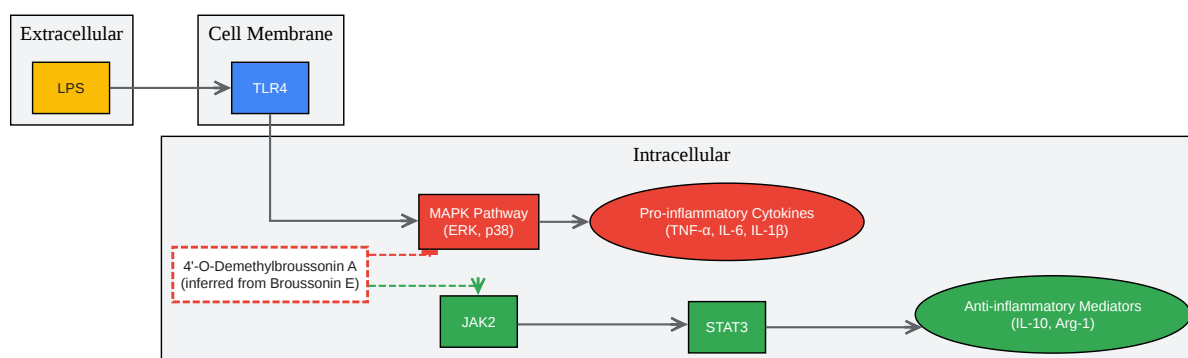 Extracellular
Cell Membrane
LPS
TLR4
Intracellular
MAPK Pathway
(ERK, p38)
Pro-inflammatory Cytokines
(TNF-α, IL-6, IL-1β)
4'-O-Demethylbroussonin A
(inferred from Broussonin E)
JAK2
STAT3
Anti-inflammatory Mediators
(IL-10, Arg-1)